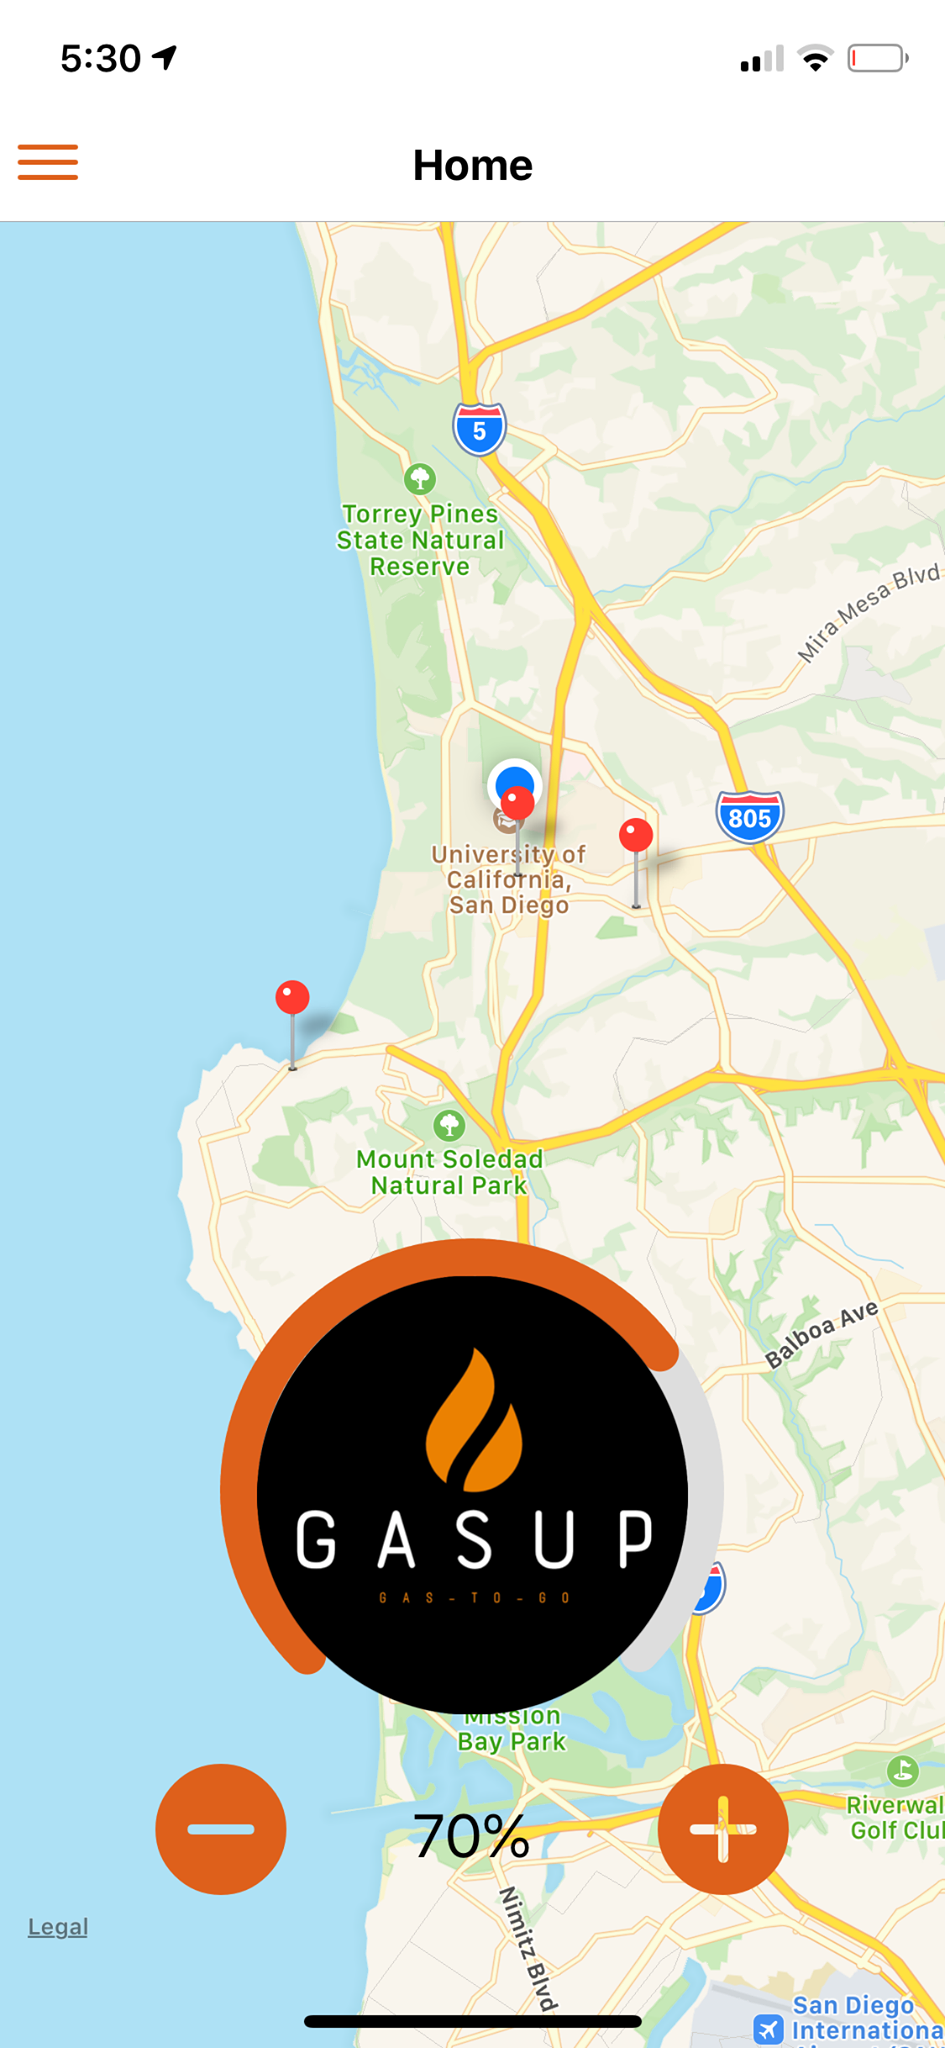 5:30
Home
5
Torrey Pines
State Natural
Reserve
Mira Mesa Blvd
805
University of
California,
San Diego
Mount Soledad
Natural Park
Balboa Ave
GASUP
GAS-TO-GO
Mission
Bay Park
Riverwal
Golf Clu
70%
Legal
Nimitz Blvd
San Diego
Internationa